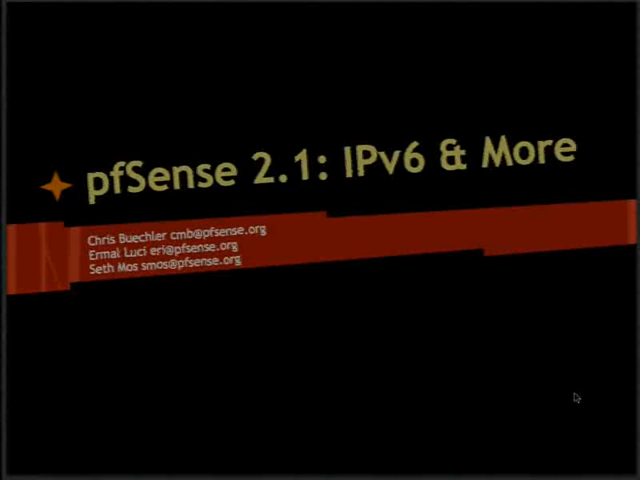 pfSense 2.1: IPv6 & More
Chris Buechler cmb@pfsense.org
Ermal Luci eri@pfsense.org
Seth Mos smos@pfsense.org